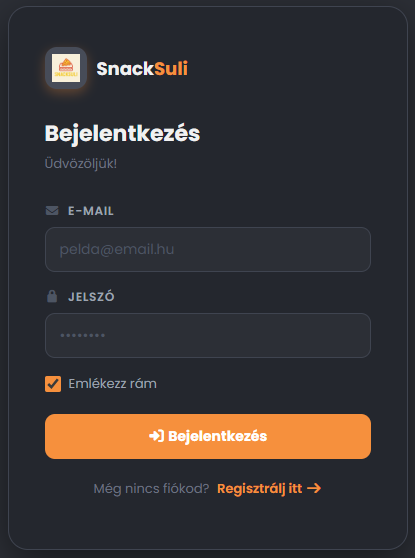 SnackSuli
Bejelentkezés
Üdvözöljük!
E-MAIL
pelda@email.hu
JELSZÓ
••••••••
Emlékezz rám
Bejelentkezés
Még nincs fiókod? Regisztrálj itt →